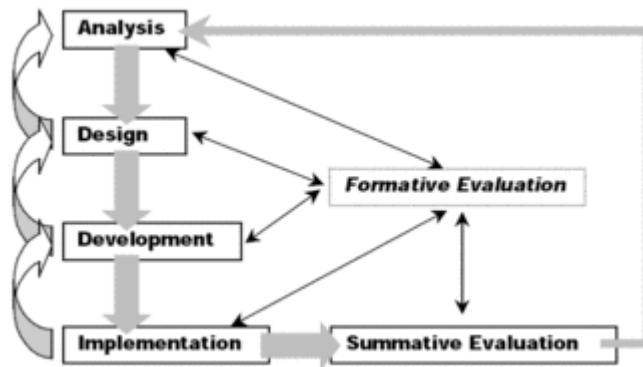 Analysis
Design
Formative Evaluation
Development
Implementation
Summative Evaluation